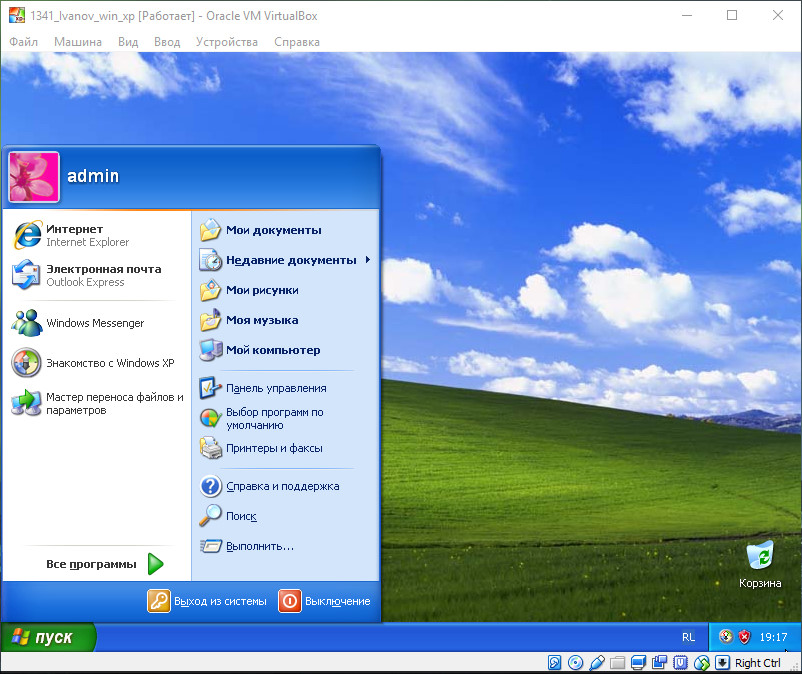 1341_Ivanov_win_xp [Работает] - Oracle VM VirtualBox
Файл Машина Вид Ввод Устройства Справка
admin
Интернет
Internet Explorer
Электронная почта
Outlook Express
Windows Messenger
Знакомство с Windows XP
Мастер переноса файлов и
параметров
Все программы
Мои документы
Недавние документы
Мои рисунки
Моя музыка
Мой компьютер
Панель управления
Выбор программ по
умолчанию
Принтеры и факсы
Справка и поддержка
Поиск
Выполнить...
Выход из системы Выключение
Корзина
пуск RL 19:17
Right Ctrl